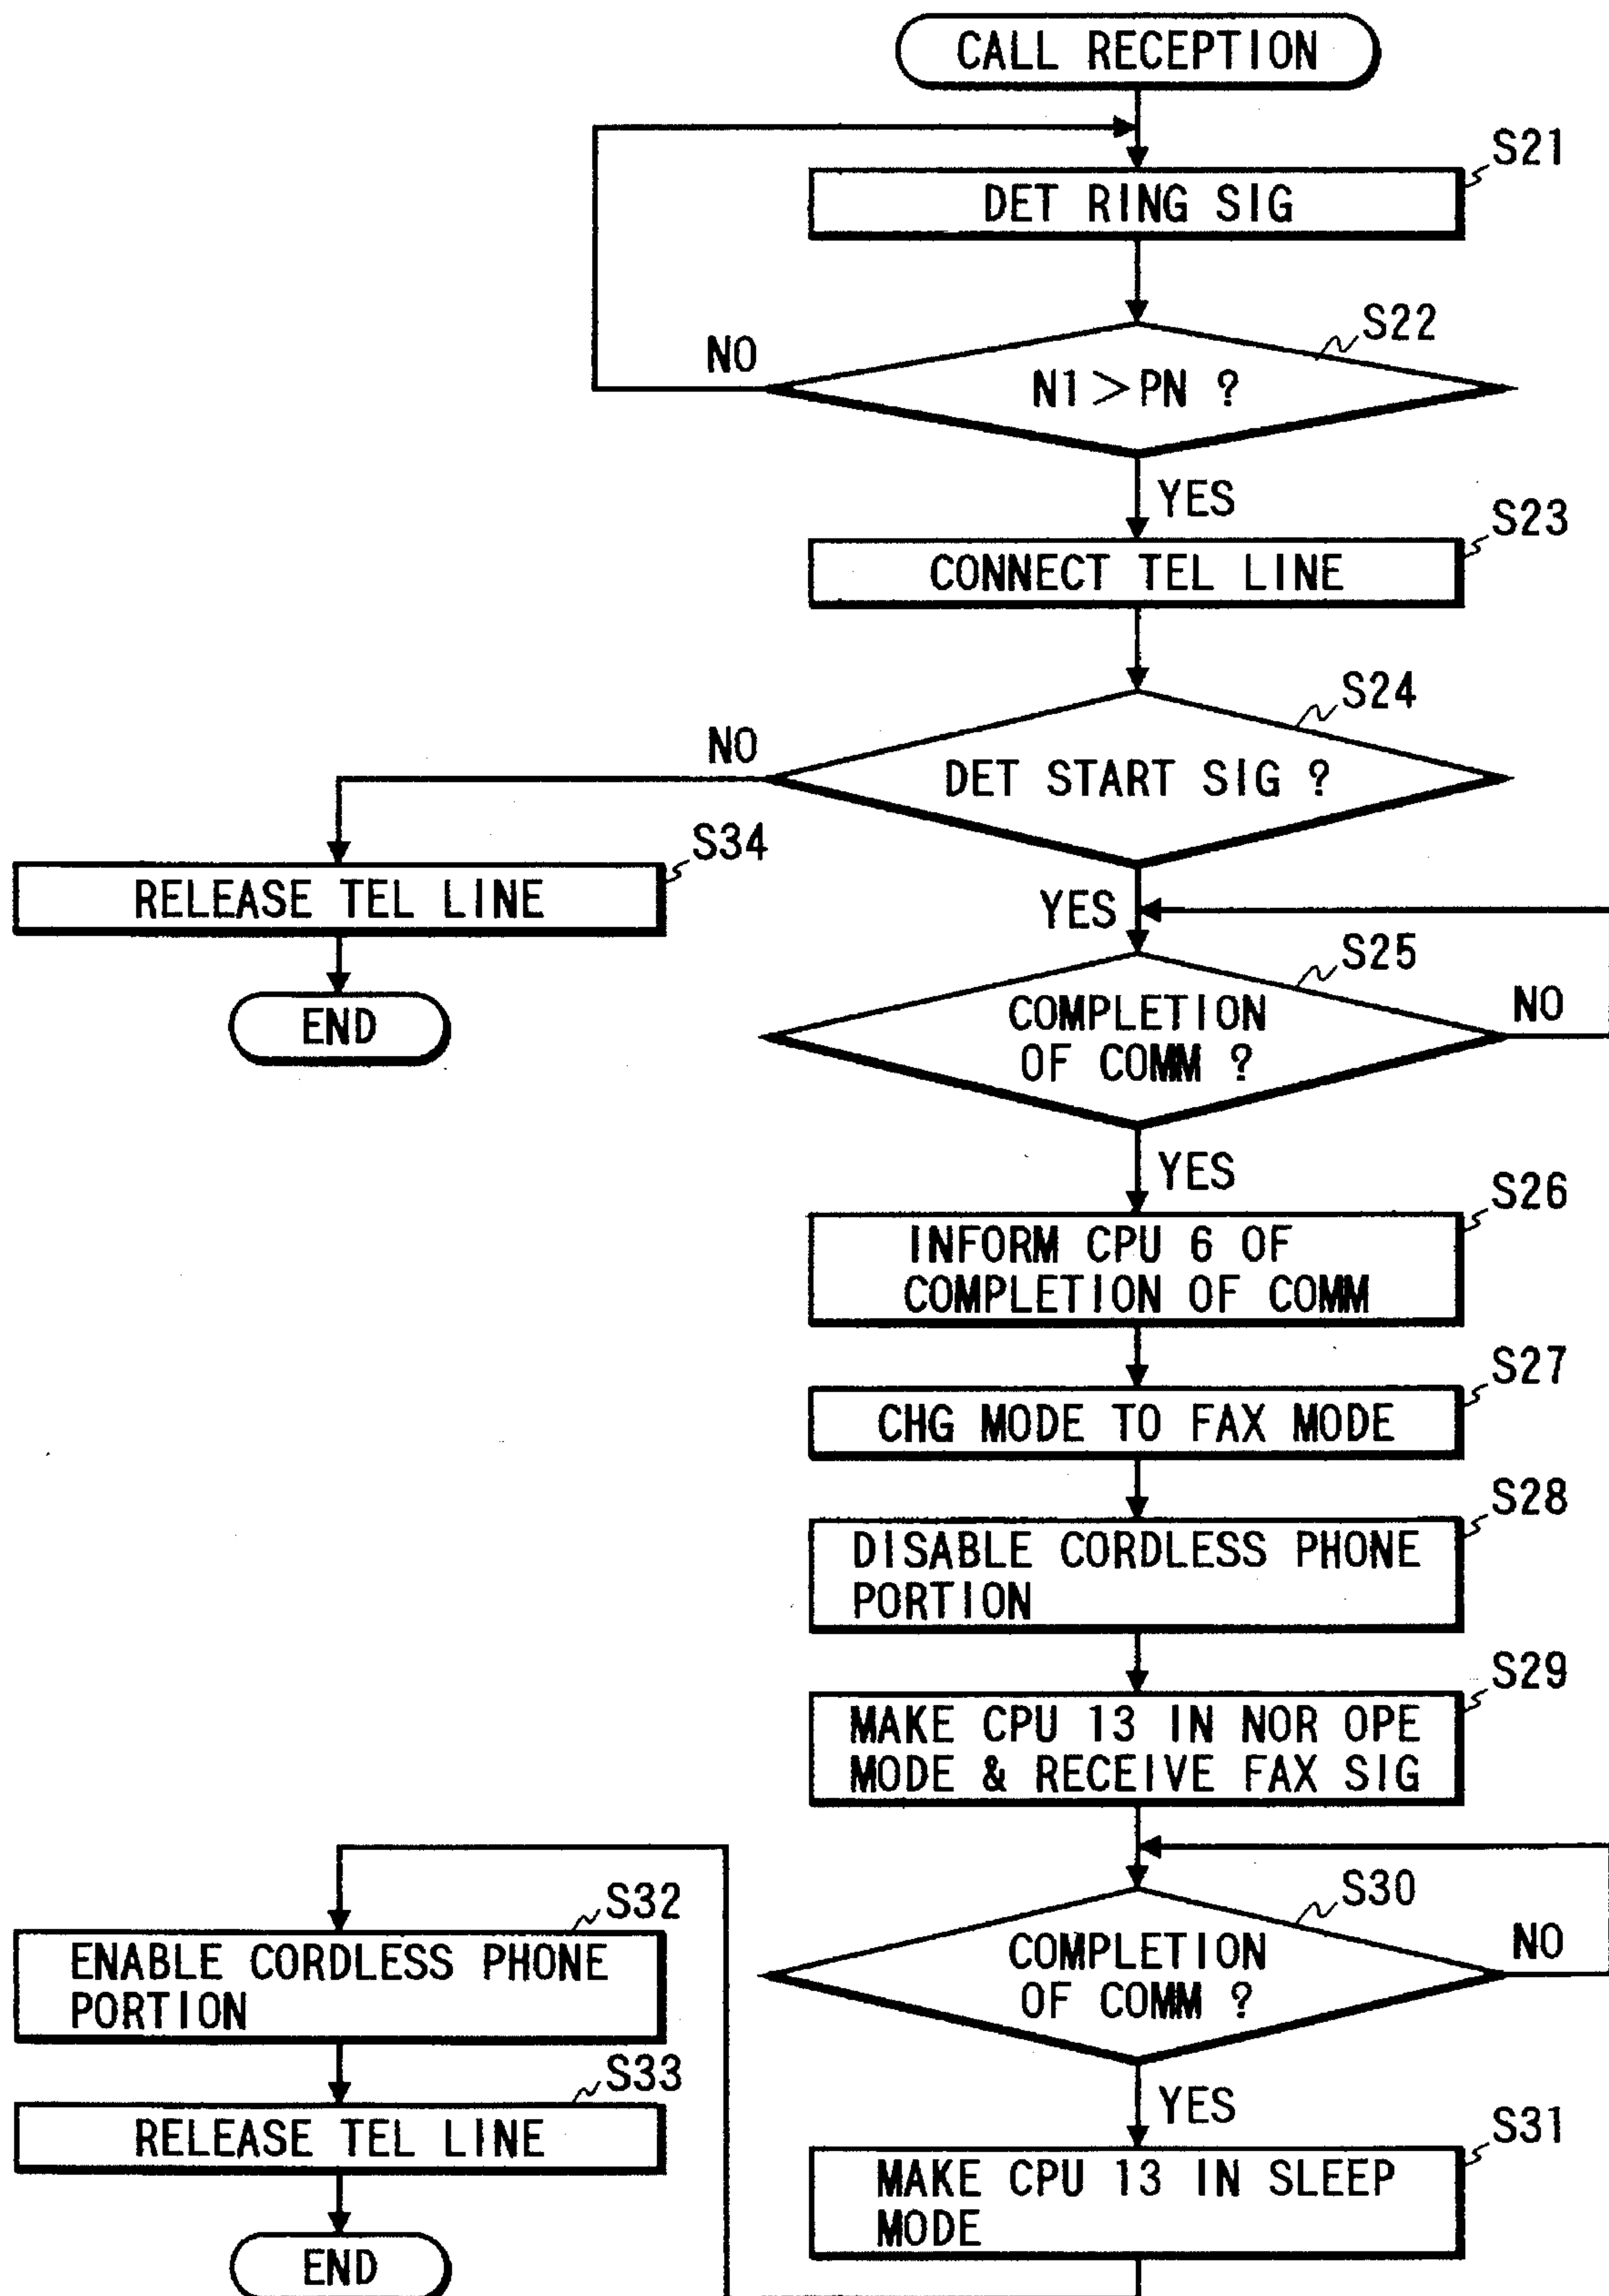 CALL RECEPTION
S21
DET RING SIG
S22
NO
N1>PN ?
YES
S23
CONNECT TEL LINE
S24
NO
DET START SIG ?
S34
RELEASE TEL LINE
YES
S25
END
COMPLETION
OF COMM ?
NO
YES
S26
INFORM CPU 6 OF
COMPLETION OF COMM
S27
CHG MODE TO FAX MODE
S28
DISABLE CORDLESS PHONE
PORTION
S29
MAKE CPU 13 IN NOR OPE
MODE & RECEIVE FAX SIG
S30
COMPLETION
OF COMM ?
NO
YES
S31
MAKE CPU 13 IN SLEEP
MODE
S32
ENABLE CORDLESS PHONE
PORTION
S33
RELEASE TEL LINE
END